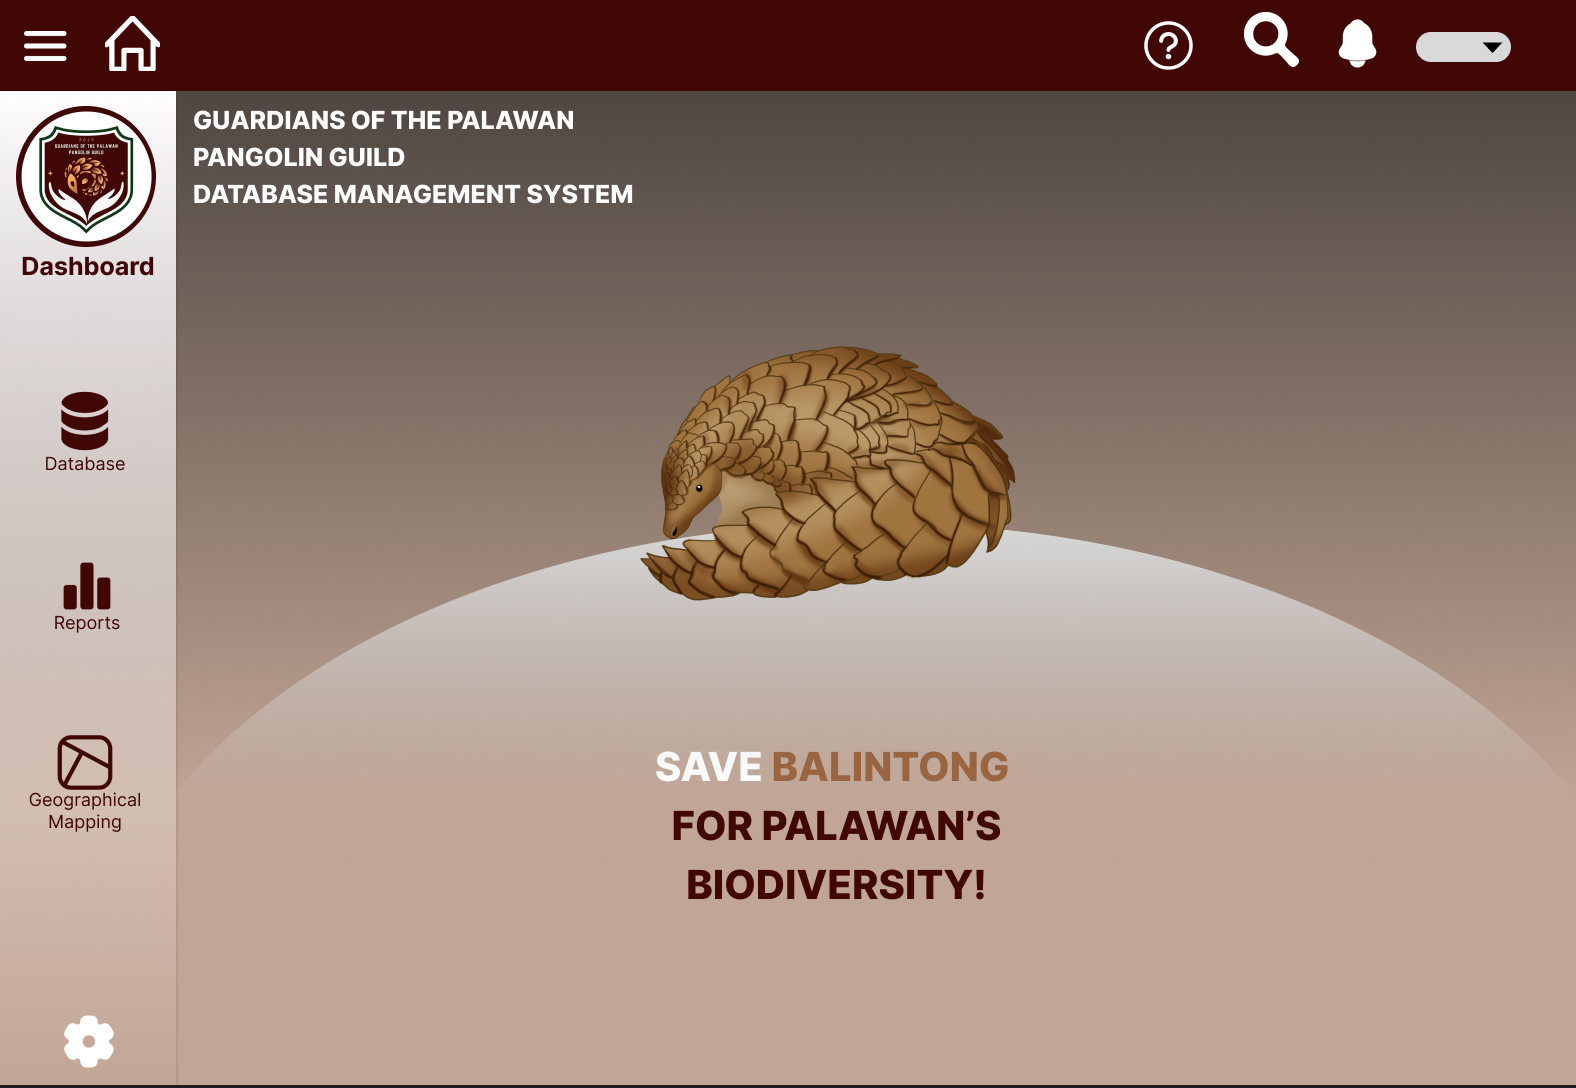 GUARDIANS OF THE PALAWAN
PANGOLIN GUILD
DATABASE MANAGEMENT SYSTEM
2017
GUARDIANS OF THE PALAWAN
PANGOLIN GUILD
Dashboard
Database
Reports
Geographical
Mapping
SAVE BALINTONG
FOR PALAWAN’S
BIODIVERSITY!